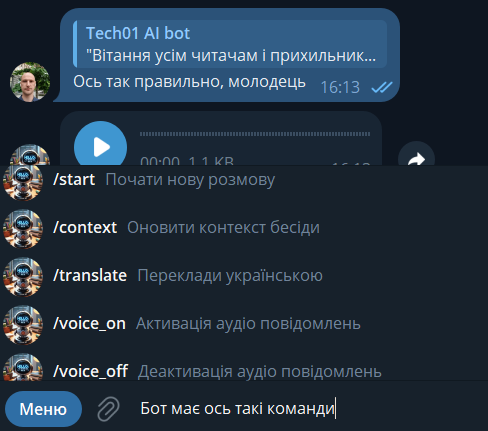 Tech01 AI bot
"Вітання усім читачам і прихильник...
Ось так правильно, молодець 16:13
00:00, 1.1 KB
/start Почати нову розмову
/context Оновити контекст бесіди
/translate Переклади українською
/voice_on Активація аудіо повідомлень
/voice_off Деактивація аудіо повідомлень
Меню Бот має ось такі команди